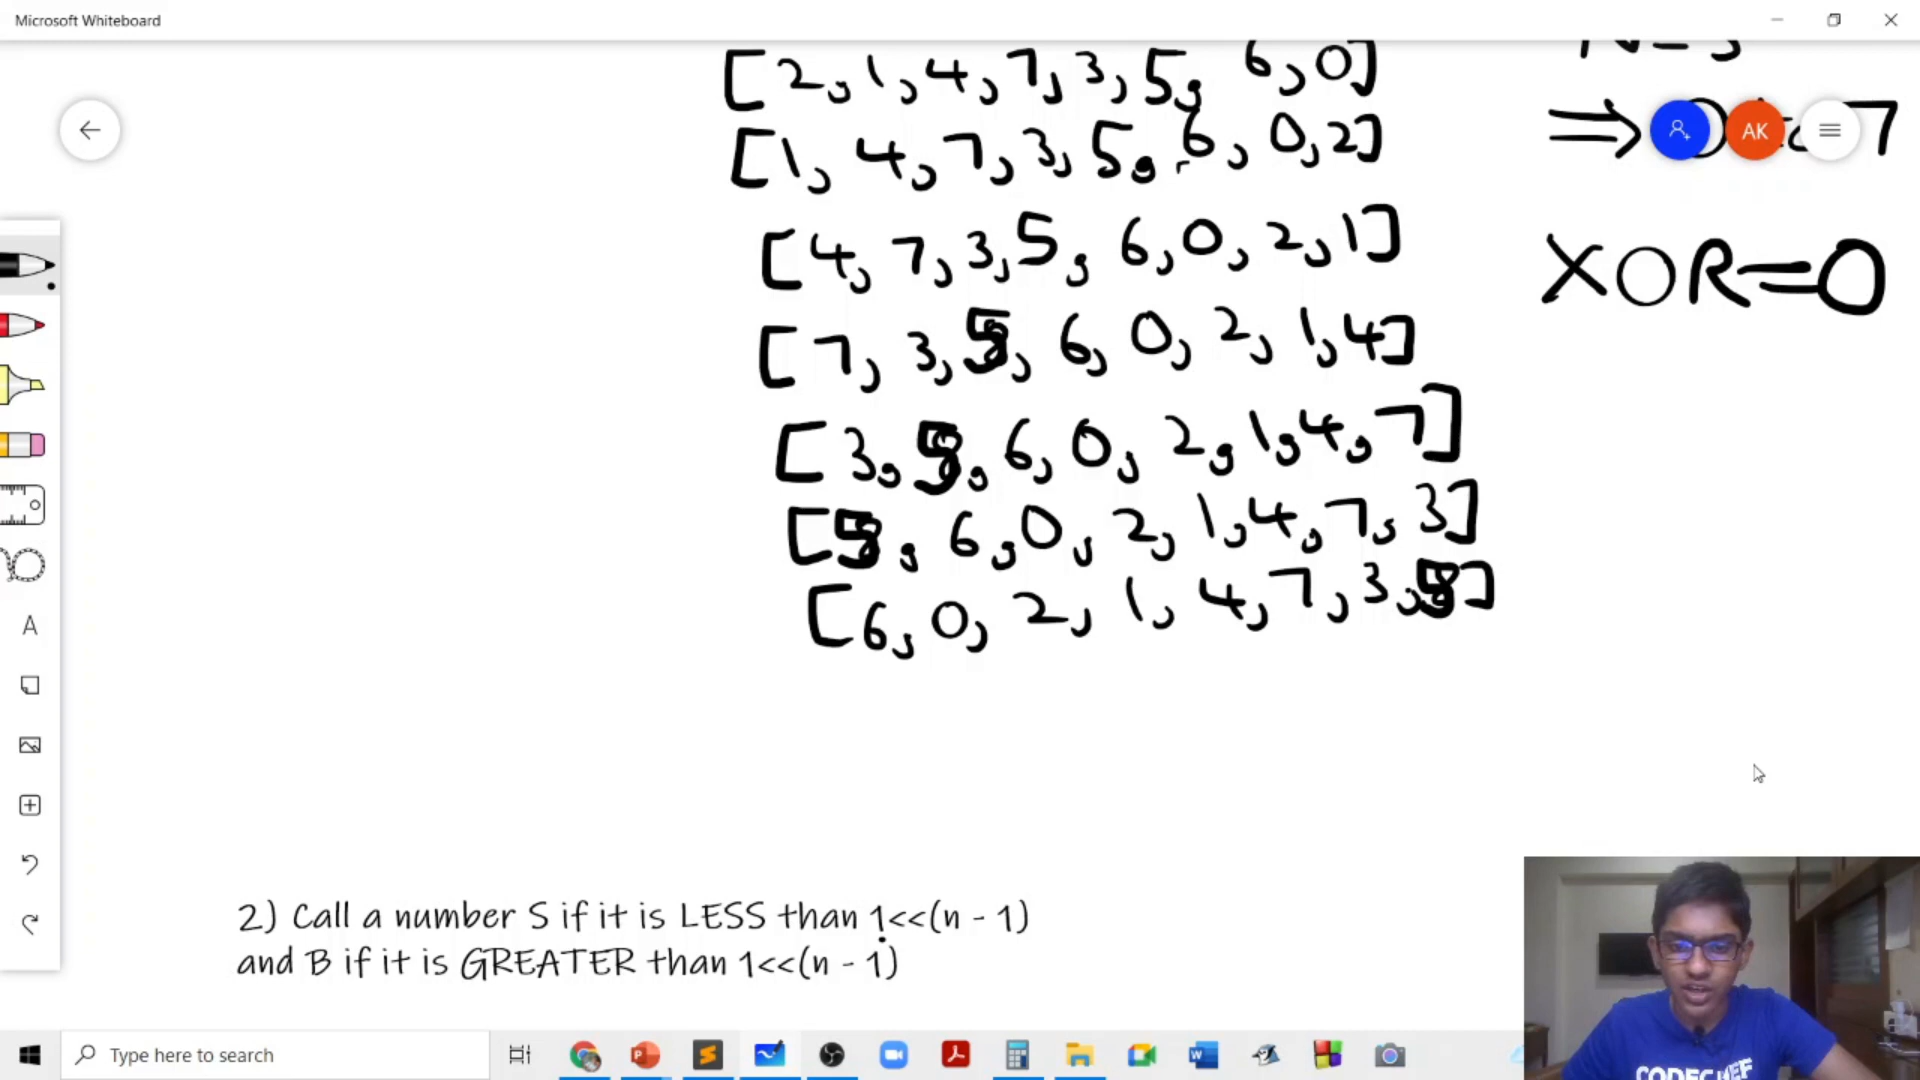 Microsoft Whiteboard
[2, 1, 4, 7, 3, 5, 6, 0]
[1, 4, 7, 3, 5, 6, 0, 2]
[4, 7, 3, 5, 6, 0, 2, 1]
[7, 3, 5, 6, 0, 2, 1, 4]
[3, 5, 6, 0, 2, 1, 4, 7]
[5, 6, 0, 2, 1, 4, 7, 3]
[6, 0, 2, 1, 4, 7, 3, 5]
⇒ 7
AK
XOR=0
A
2) Call a number S if it is LESS than 1<<(n - 1)
and B if it is GREATER than 1<<(n - 1)
Type here to search
CODECHEF